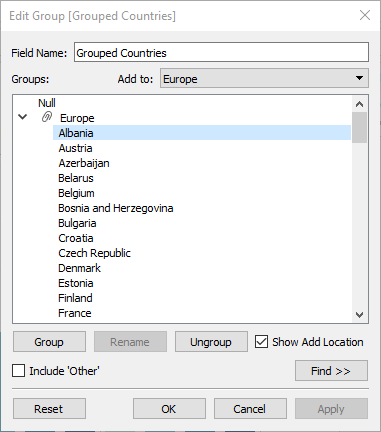 Edit Group [Grouped Countries]
Field Name: Grouped Countries
Groups: Add to: Europe
Null
Europe
Albania
Austria
Azerbaijan
Belarus
Belgium
Bosnia and Herzegovina
Bulgaria
Croatia
Czech Republic
Denmark
Estonia
Finland
France
Group Rename Ungroup Show Add Location
Include 'Other' Find >>
Reset OK Cancel Apply